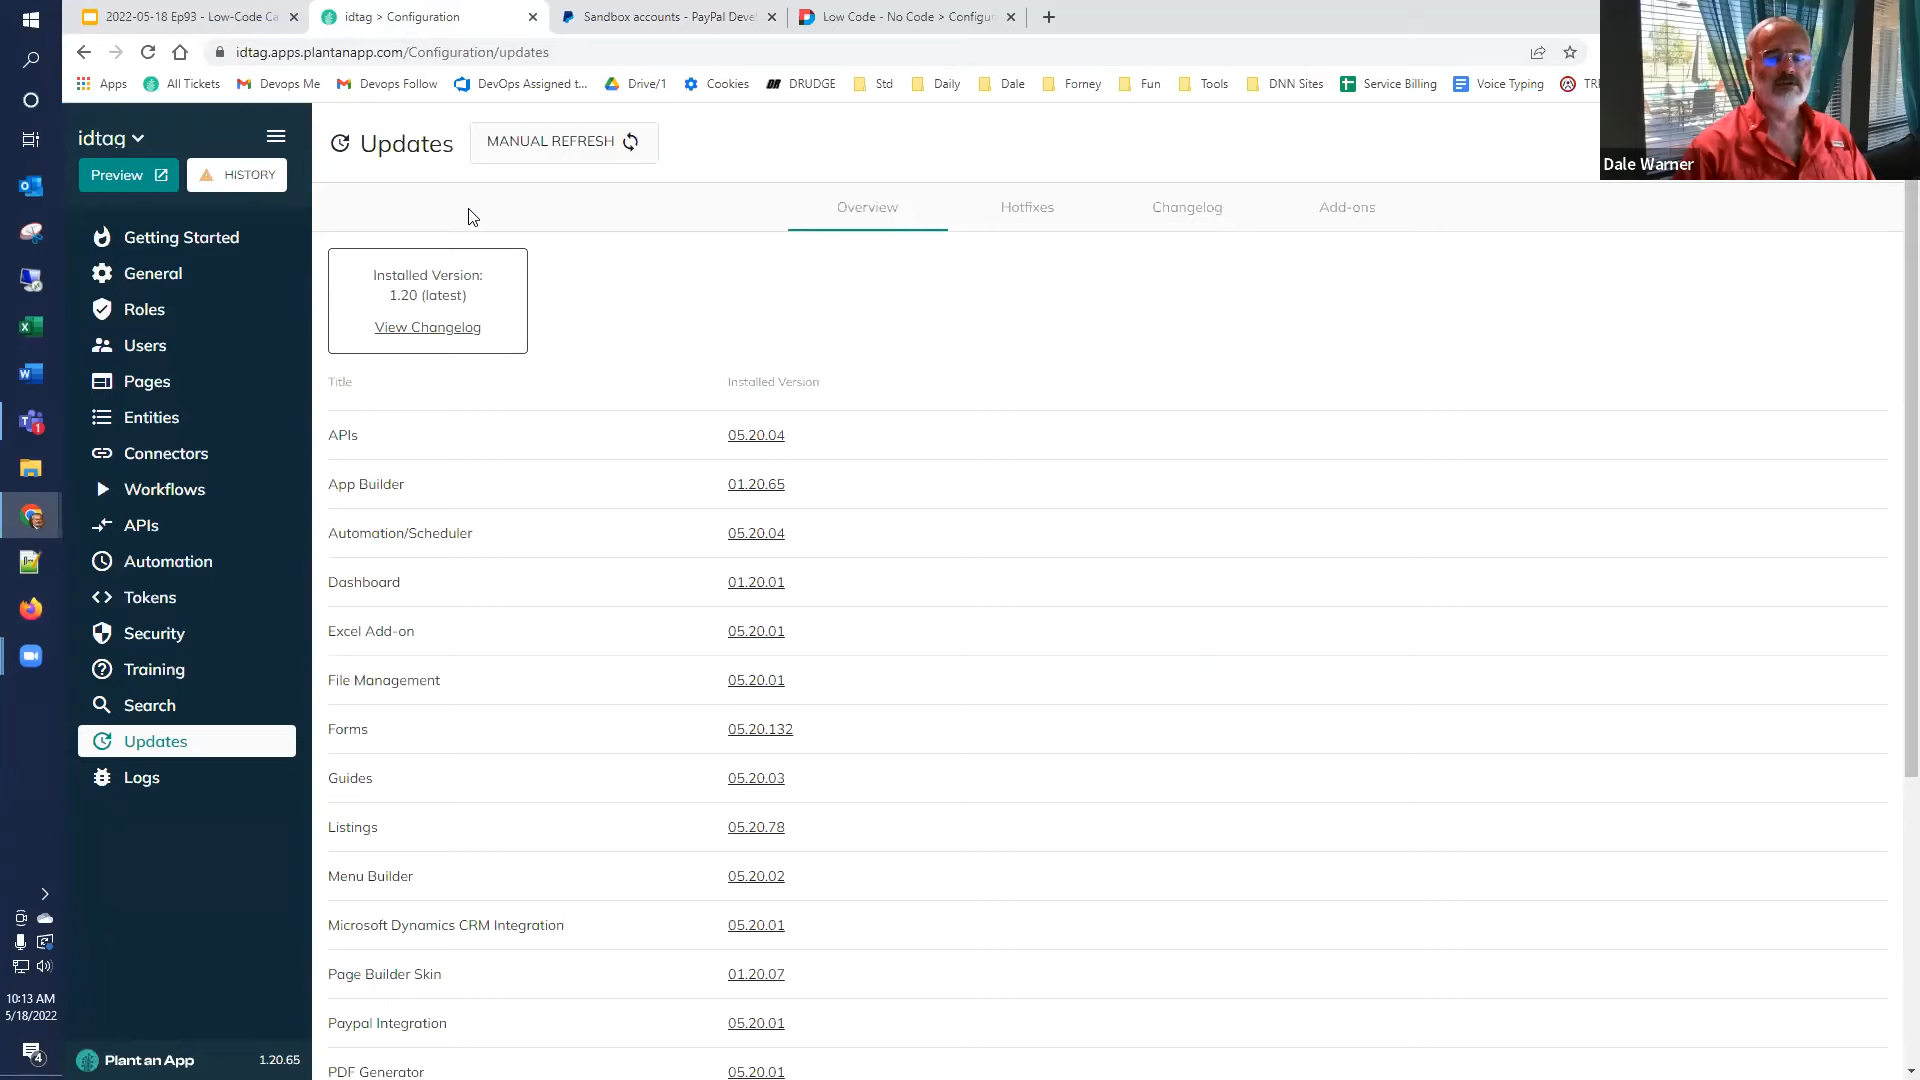 2022-05-18 Ep93 - Low-Code Ca
idtag > Configuration
Sandbox accounts - PayPal Deve
Low Code - No Code > Configur
idtag.apps.plantanapp.com/Configuration/updates
Apps
All Tickets
Devops Me
Devops Follow
DevOps Assigned t...
Drive/1
Cookies
DRUDGE
Std
Daily
Dale
Forney
Fun
Tools
DNN Sites
Service Billing
Voice Typing
Dale Warner
idtag
Preview
HISTORY
Getting Started
General
Roles
Users
Pages
Entities
Connectors
Workflows
APIs
Automation
Tokens
Security
Training
Search
Updates
Logs
Plant an App
1.20.65
Updates
MANUAL REFRESH
Overview
Hotfixes
Changelog
Add-ons
Installed Version:
1.20 (latest)
View Changelog
Title Installed Version
APIs 05.20.04
App Builder 01.20.65
Automation/Scheduler 05.20.04
Dashboard 01.20.01
Excel Add-on 05.20.01
File Management 05.20.01
Forms 05.20.132
Guides 05.20.03
Listings 05.20.78
Menu Builder 05.20.02
Microsoft Dynamics CRM Integration 05.20.01
Page Builder Skin 01.20.07
Paypal Integration 05.20.01
PDF Generator 05.20.01
10:13 AM
5/18/2022
4
1